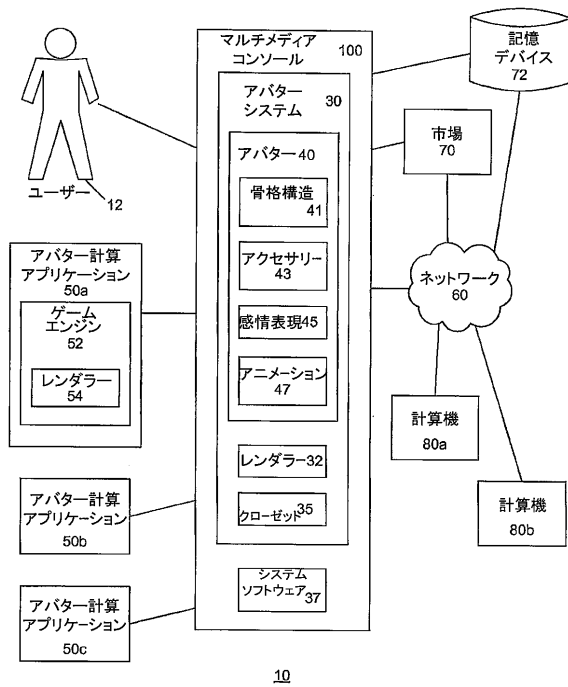 マルチメディア
コンソール 100
アバター
システム 30
アバター 40
骨格構造
41
アクセサリー
43
感情表現45
アニメーション
47
レンダラー32
クローゼット 35
システム
ソフトウェア37
ユーザー 12
アバター計算
アプリケーション
50a
ゲーム
エンジン
52
レンダラー
54
アバター計算
アプリケーション
50b
アバター計算
アプリケーション
50c
記憶
デバイス
72
市場
70
ネットワーク
60
計算機
80a
計算機
80b
10